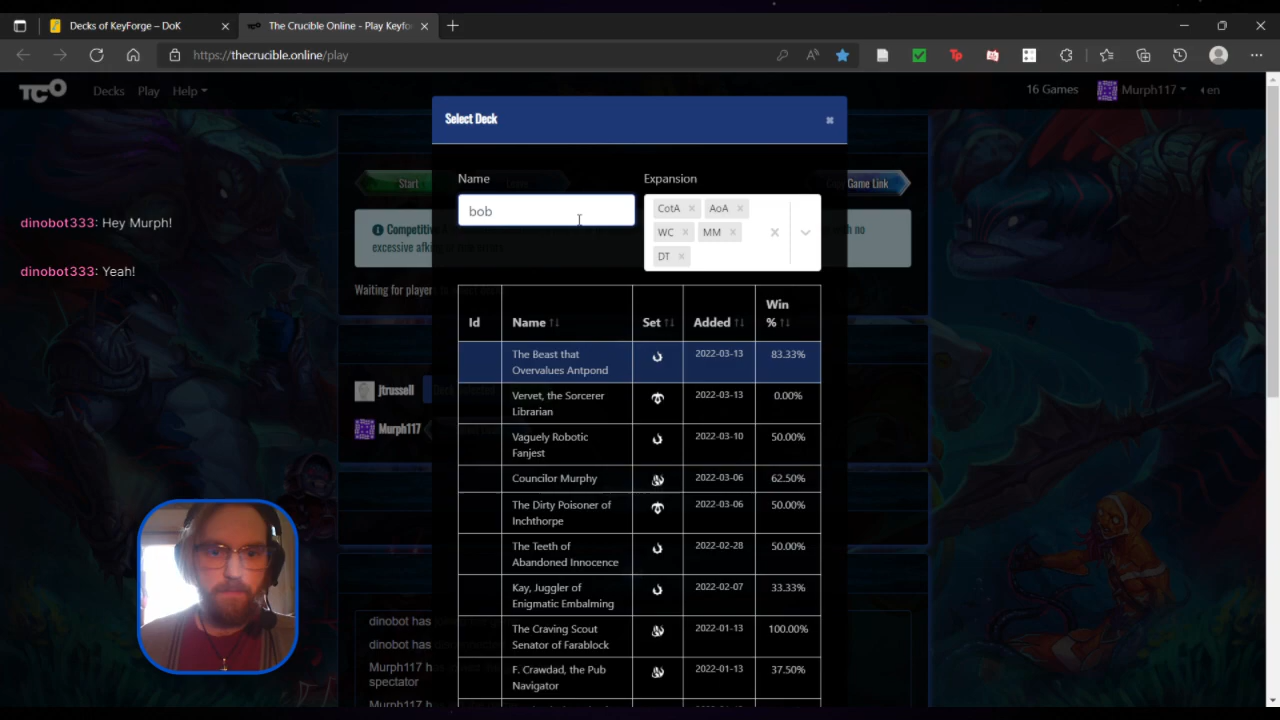 Decks of KeyForge – DoK
The Crucible Online - Play Keyfo
https://thecrucible.online/play
TCO
Decks
Play
Help
16 Games
Murph117
en
Select Deck
Start
Game Link
Name
bob
Expansion
CotA
AoA
WC
MM
DT
Competitive
with no
excessive afk
Waiting for players
dinobot333: Hey Murph!
dinobot333: Yeah!
Id Name Set Added Win
%
The Beast that
Overvalues Antpond
2022-03-13 83.33%
Vervet, the Sorcerer
Librarian
2022-03-13 0.00%
Vaguely Robotic
Fanjest
2022-03-10 50.00%
Councilor Murphy 2022-03-06 62.50%
The Dirty Poisoner of
Inchthorpe
2022-03-06 50.00%
The Teeth of
Abandoned Innocence
2022-02-28 50.00%
Kay, Juggler of
Enigmatic Embalming
2022-02-07 33.33%
The Craving Scout
Senator of Farablock
2022-01-13 100.00%
F. Crawdad, the Pub
Navigator
2022-01-13 37.50%
jtrussell
Murph117
dinobot has
dinobot has
Murph117 h
spectator
Murph117 has